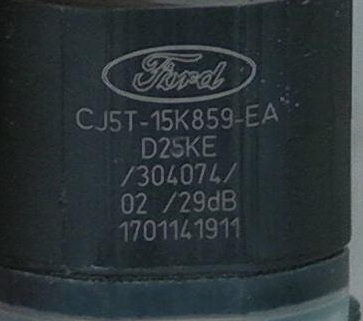 Ford
CJ5T-15K859-EA
D25KE
/304074/
02 /29dB
1701141911